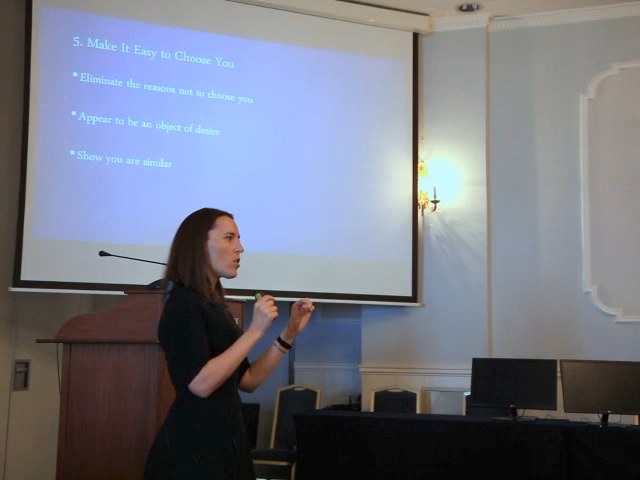 5. Make It Easy to Choose You
• Eliminate the reasons not to choose you
• Appear to be an object of desire
• Show you are similar